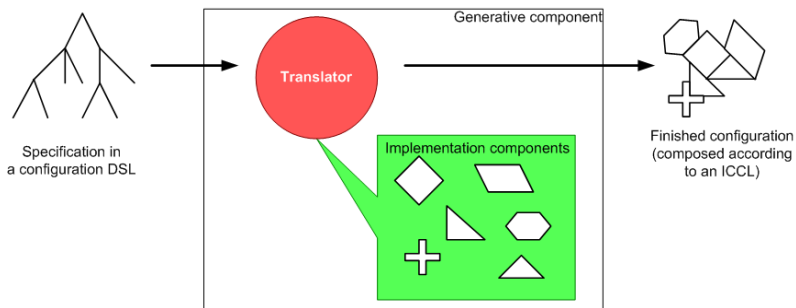 Generative component
Translator
Implementation components
Specification in
a configuration DSL
Finished configuration
(composed according
to an ICCL)